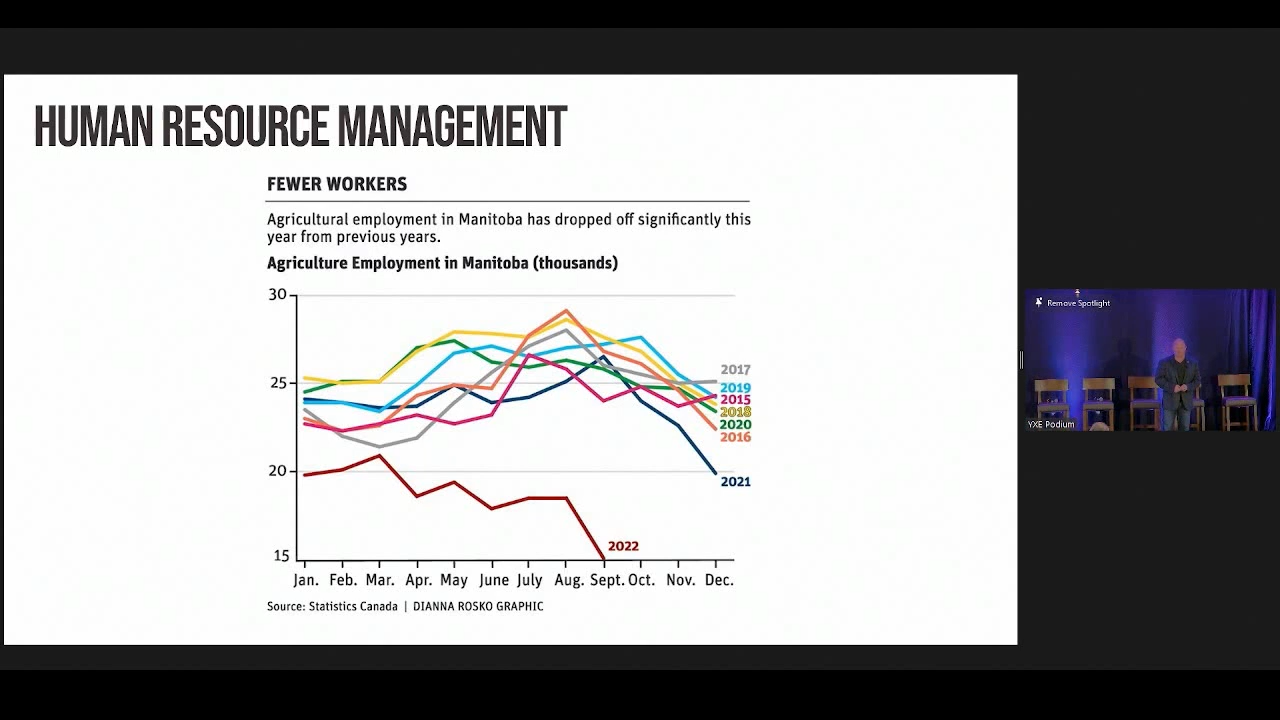 HUMAN RESOURCE MANAGEMENT
FEWER WORKERS
Agricultural employment in Manitoba has dropped off significantly this
year from previous years.
Agriculture Employment in Manitoba (thousands)
30
25
20
15
2017
2019
2015
2018
2020
2016
2021
2022
Jan. Feb. Mar. Apr. May June July Aug. Sept. Oct. Nov. Dec.
Source: Statistics Canada | DIANNA ROSKO GRAPHIC
Remove Spotlight
YXE Podium